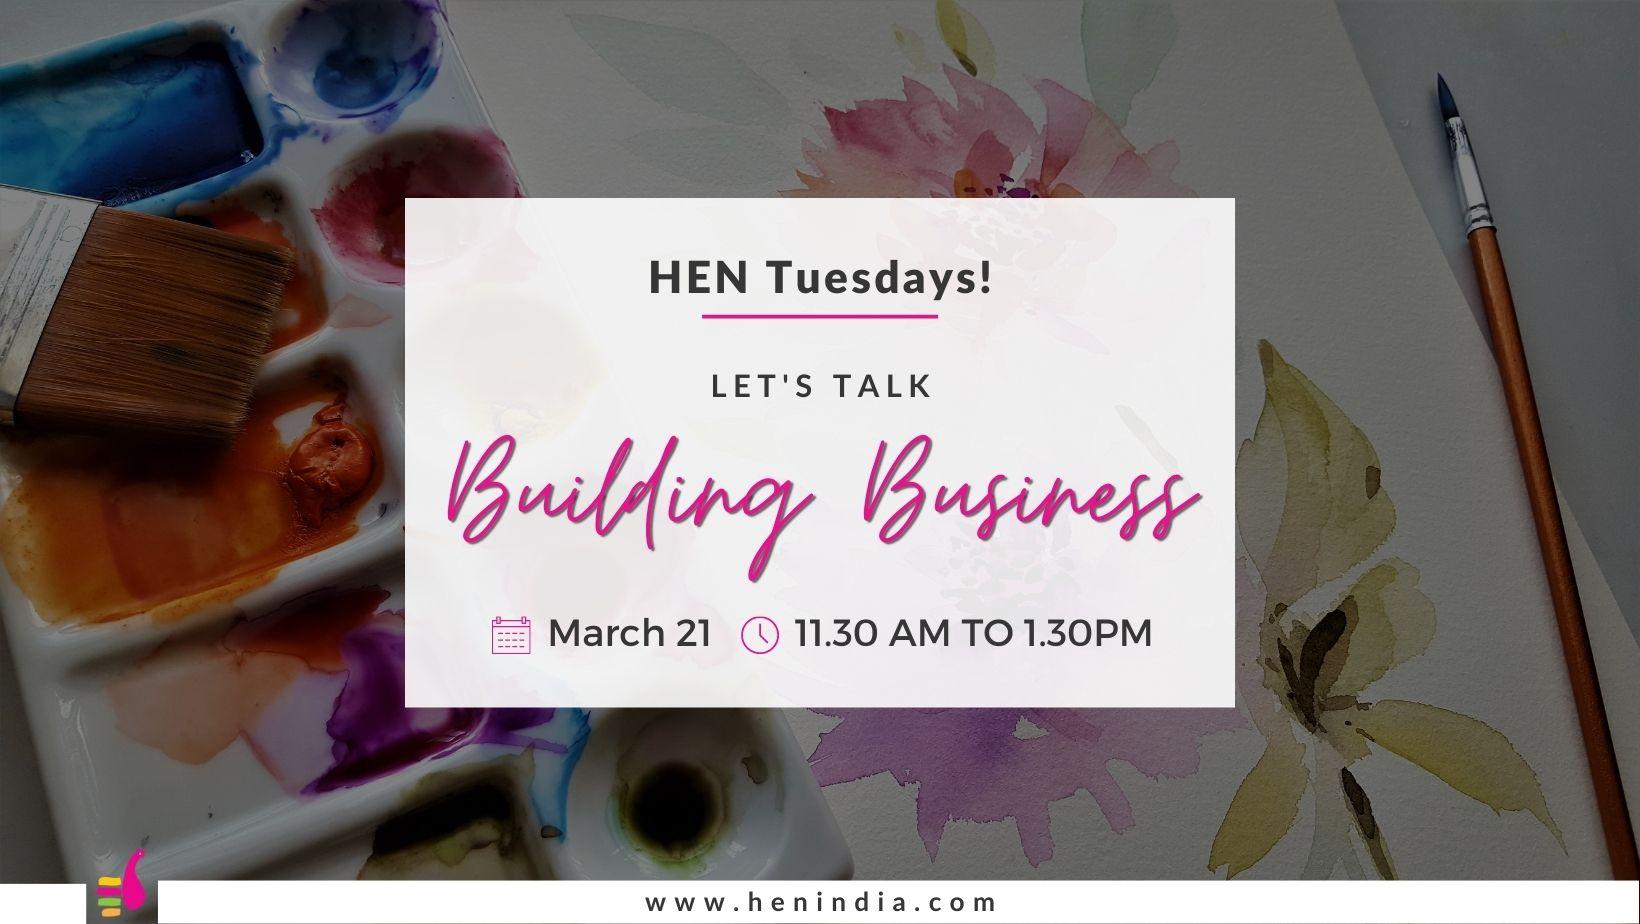 HEN Tuesdays!
LET'S TALK
Building Business
March 21 11.30 AM TO 1.30PM
www.henindia.com